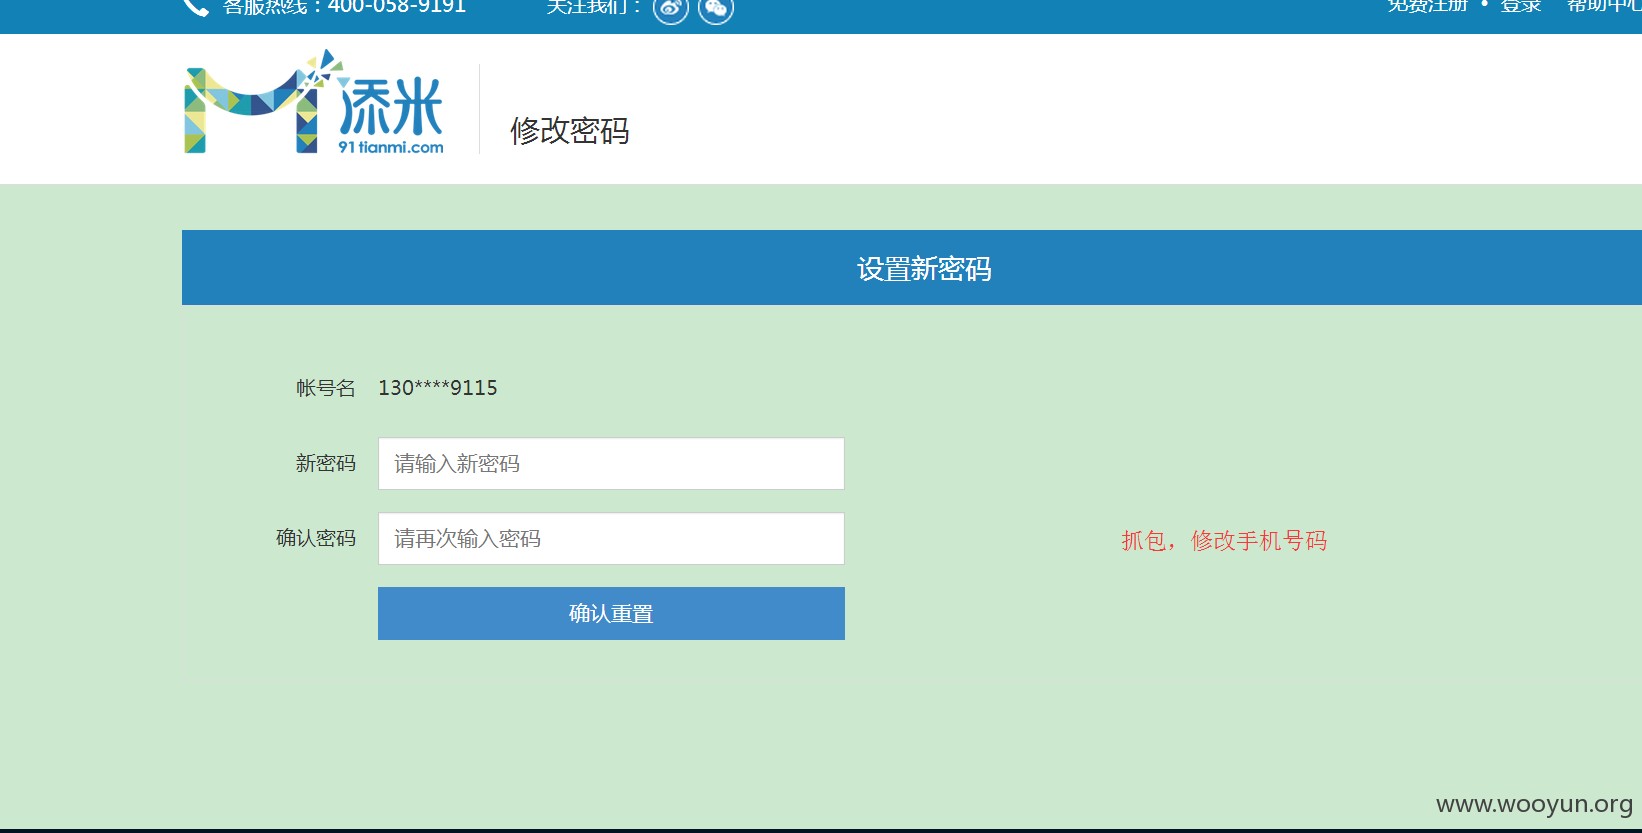 客服热线：400-058-9191 关注我们： 免费注册 • 登录 帮助中心
添米
91tianmi.com
修改密码
设置新密码
帐号名 130****9115
新密码 请输入新密码
确认密码 请再次输入密码
抓包，修改手机号码
确认重置
www.wooyun.org